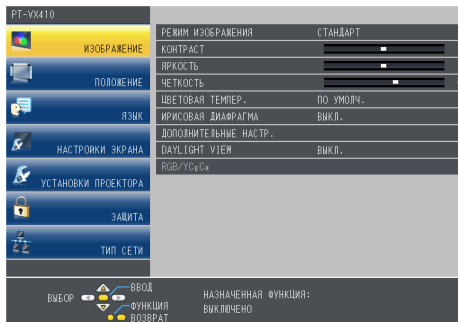 PT-VX410
ИЗОБРАЖЕНИЕ
ПОЛОЖЕНИЕ
ЯЗЫК
НАСТРОЙКИ ЭКРАНА
УСТАНОВКИ ПРОЕКТОРА
ЗАЩИТА
ТИП СЕТИ
РЕЖИМ ИЗОБРАЖЕНИЯ СТАНДАРТ
КОНТРАСТ
ЯРКОСТЬ
ЧЕТКОСТЬ
ЦВЕТОВАЯ ТЕМПЕР. ПО УМОЛЧ.
ИРИСОВАЯ ДИАФРАГМА ВЫКЛ.
ДОПОЛНИТЕЛЬНЫЕ НАСТР.
DAYLIGHT VIEW ВЫКЛ.
RGB/YCBCR
ВЫБОР
ВВОД
ФУНКЦИЯ
ВОЗВРАТ
НАЗНАЧЕННАЯ ФУНКЦИЯ:
ВЫКЛЮЧЕНО